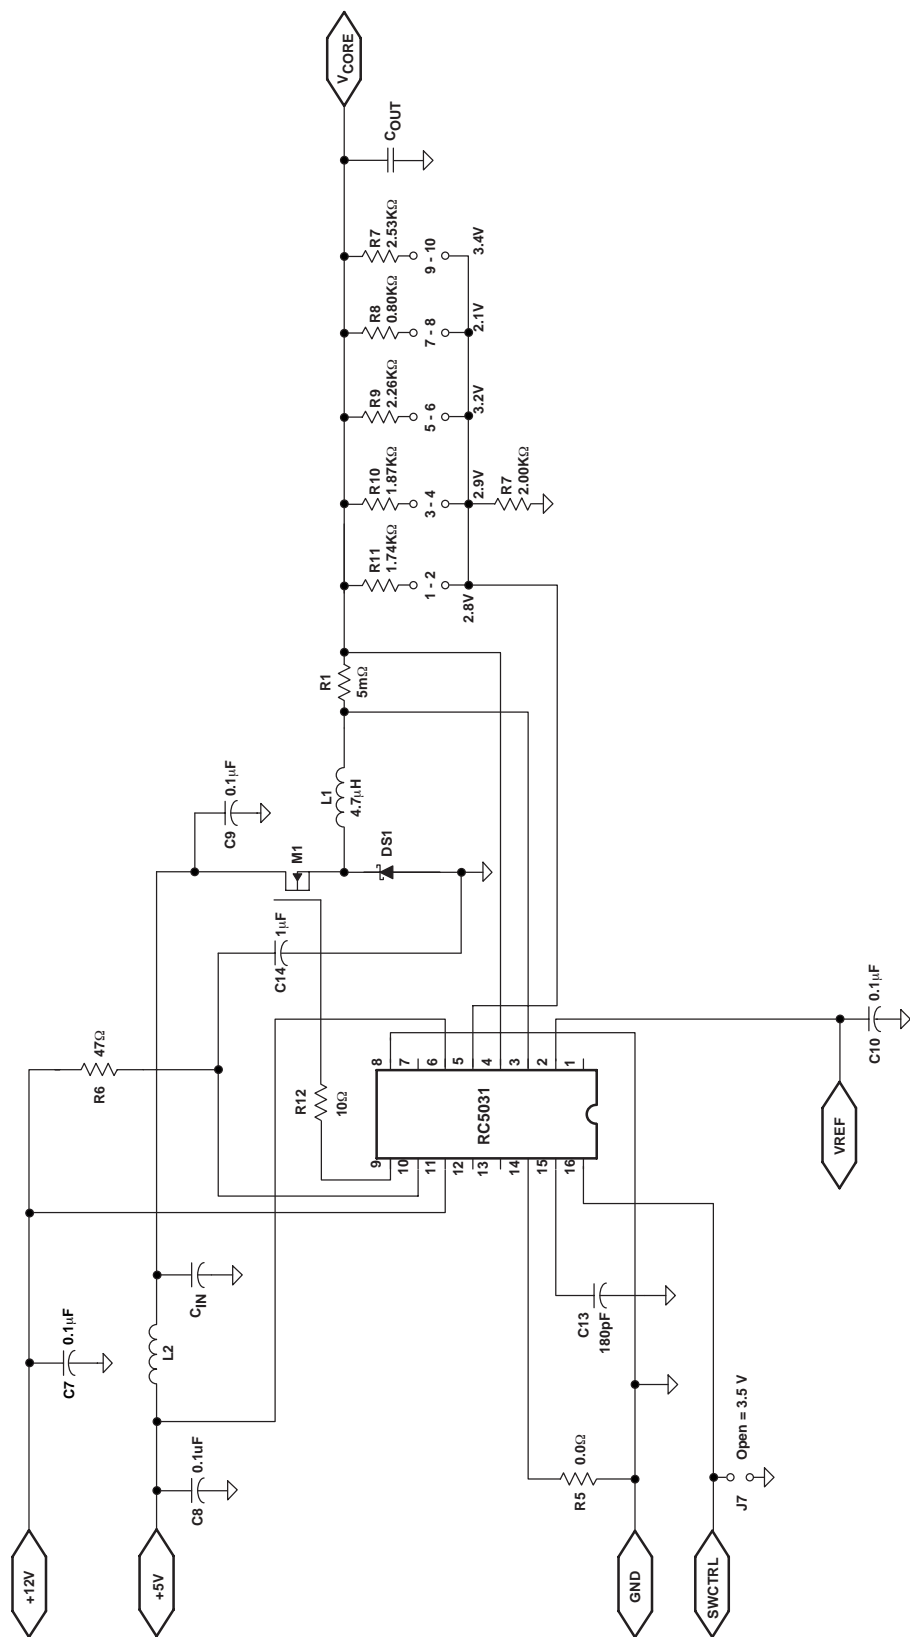 +12V
C7
0.1μF
R6
47Ω
+5V
C8
0.1uF
L2
CIN
C14
1μF
C9
0.1μF
M1
DS1
L1
4.7μH
R1
5mΩ
R12
10Ω
R11
1.74KΩ
1 - 2
2.8V
R10
1.87KΩ
3 - 4
2.9V
R7
2.00KΩ
R9
2.26KΩ
5 - 6
3.2V
R8
0.80KΩ
7 - 8
2.1V
R7
2.53KΩ
9 - 10
3.4V
COUT
VCORE
9
10
11
12
13
14
15
16
RC5031
8
7
6
5
4
3
2
1
C13
180pF
R5
0.0Ω
GND
SWCTRL
J7
Open = 3.5 V
VREF
C10
0.1μF